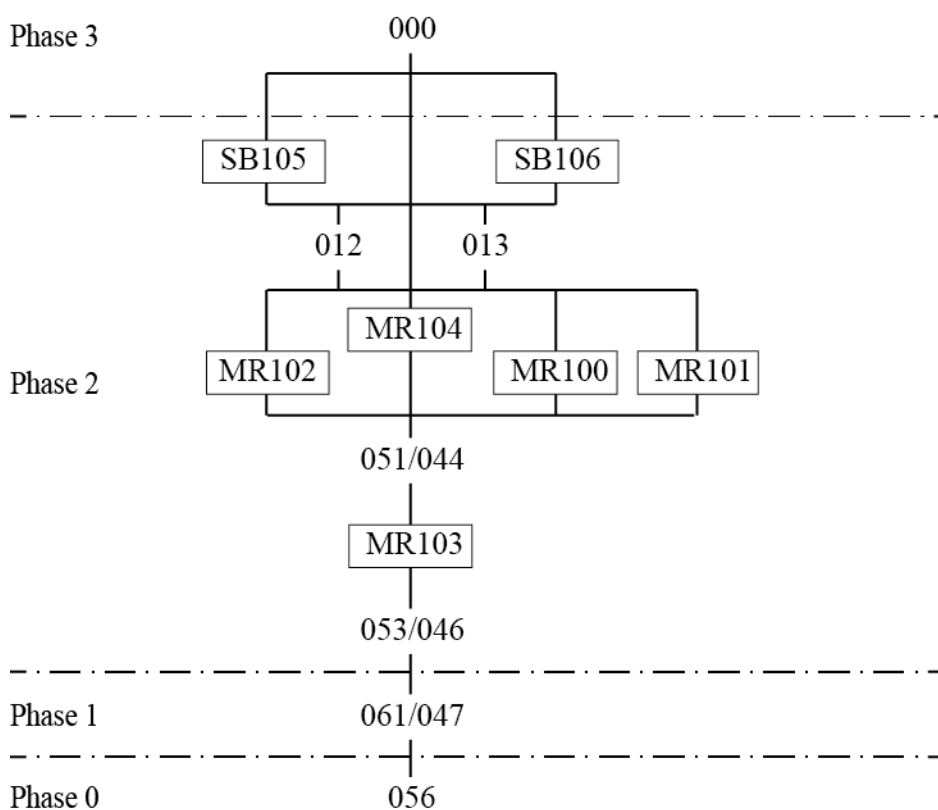 Phase 3
000
SB105
SB106
012
013
MR104
MR102
MR100
MR101
Phase 2
051/044
MR103
053/046
Phase 1
061/047
Phase 0
056